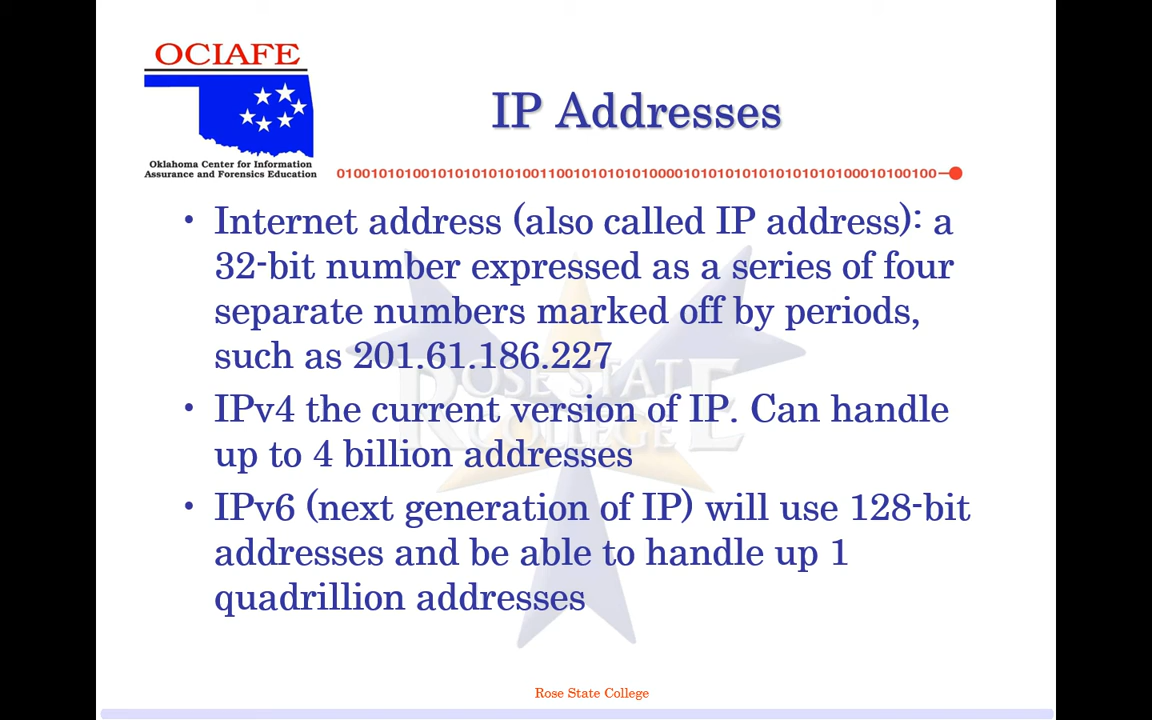 OCIAFE
Oklahoma Center for Information
Assurance and Forensics Education
IP Addresses
010010101001010101010101001100101010101000010101010101010101010100010100100
• Internet address (also called IP address): a
32-bit number expressed as a series of four
separate numbers marked off by periods,
such as 201.61.186.227
• IPv4 the current version of IP. Can handle
up to 4 billion addresses
• IPv6 (next generation of IP) will use 128-bit
addresses and be able to handle up 1
quadrillion addresses
ROSE STATE
COLLEGE
Rose State College